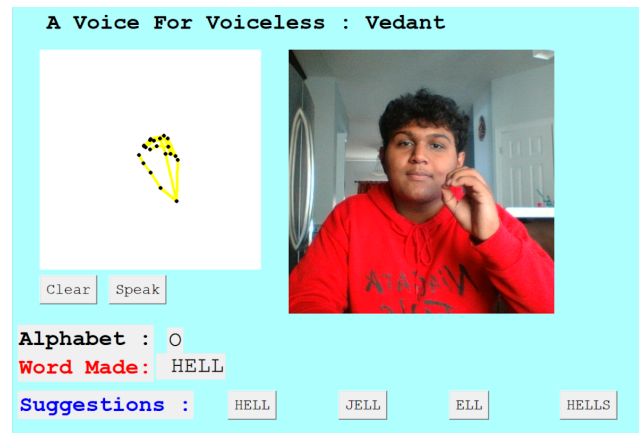 A Voice For Voiceless : Vedant
Clear Speak
Alphabet : O
Word Made: HELL
Suggestions : HELL JELL ELL HELLS